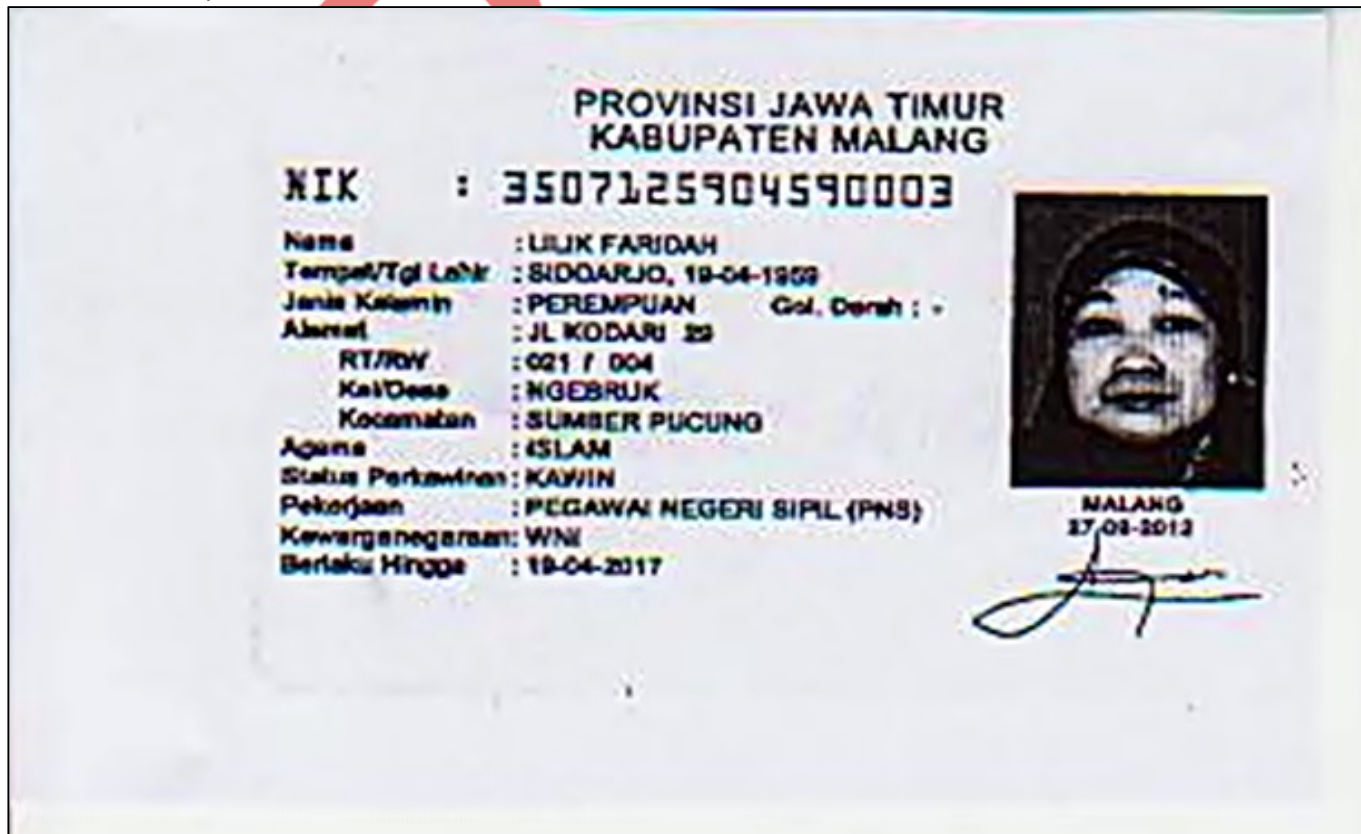 PROVINSI JAWA TIMUR
KABUPATEN MALANG
NIK : 3507125904590003
Nama : LILIK FARIDAH
Tempat/Tgl Lahir : SIDOARJO, 19-04-1959
Jenis Kelamin : PEREMPUAN Gol. Darah : -
Alamat : JL KODARI 29
RT/RW : 021 / 004
Kel/Desa : NGEBRUK
Kecamatan : SUMBER PUCUNG
Agama : ISLAM
Status Perkawinan : KAWIN
Pekerjaan : PEGAWAI NEGERI SIPIL (PNS)
Kewarganegaraan: WNI
Berlaku Hingga : 19-04-2017
MALANG